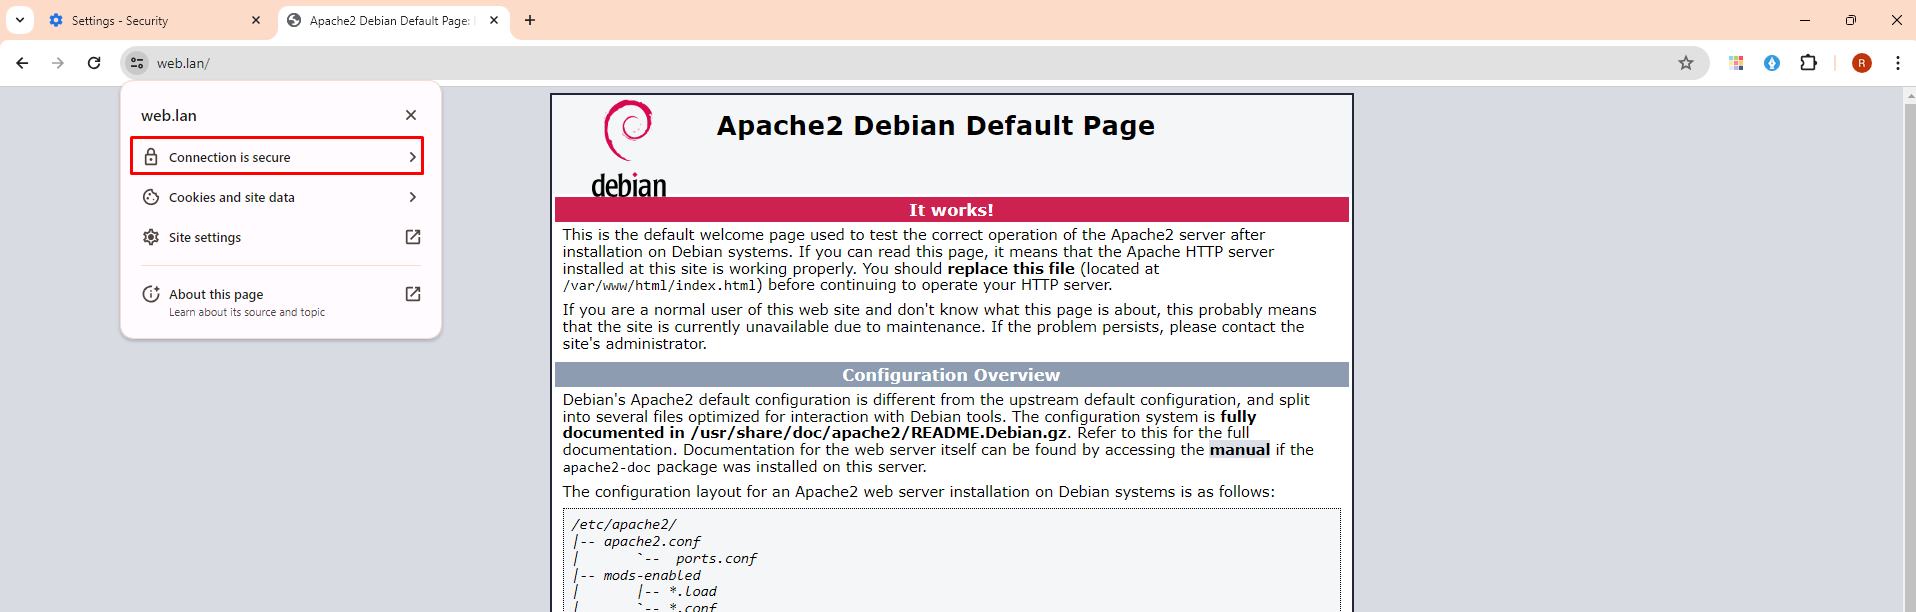 Settings - Security
Apache2 Debian Default Page:
web.lan/
R
web.lan
Connection is secure
Cookies and site data
Site settings
About this page
Learn about its source and topic
debian
Apache2 Debian Default Page
It works!
This is the default welcome page used to test the correct operation of the Apache2 server after
installation on Debian systems. If you can read this page, it means that the Apache HTTP server
installed at this site is working properly. You should replace this file (located at
/var/www/html/index.html) before continuing to operate your HTTP server.
If you are a normal user of this web site and don't know what this page is about, this probably means
that the site is currently unavailable due to maintenance. If the problem persists, please contact the
site's administrator.
Configuration Overview
Debian's Apache2 default configuration is different from the upstream default configuration, and split
into several files optimized for interaction with Debian tools. The configuration system is fully
documented in /usr/share/doc/apache2/README.Debian.gz. Refer to this for the full
documentation. Documentation for the web server itself can be found by accessing the manual if the
apache2-doc package was installed on this server.
The configuration layout for an Apache2 web server installation on Debian systems is as follows:
/etc/apache2/
|-- apache2.conf
|       `--  ports.conf
|-- mods-enabled
|       |-- *.load
|       `-- *.conf